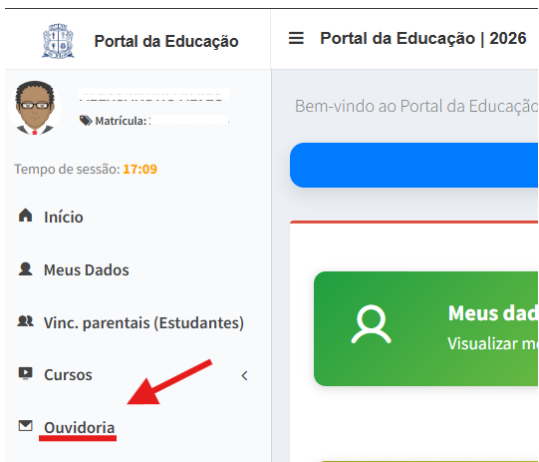 Portal da Educação
Portal da Educação | 2026
Matrícula:
Tempo de sessão: 17:09
Início
Meus Dados
Vinc. parentais (Estudantes)
Cursos
Ouvidoria
Bem-vindo ao Portal da Educação
Meus dad
Visualizar m